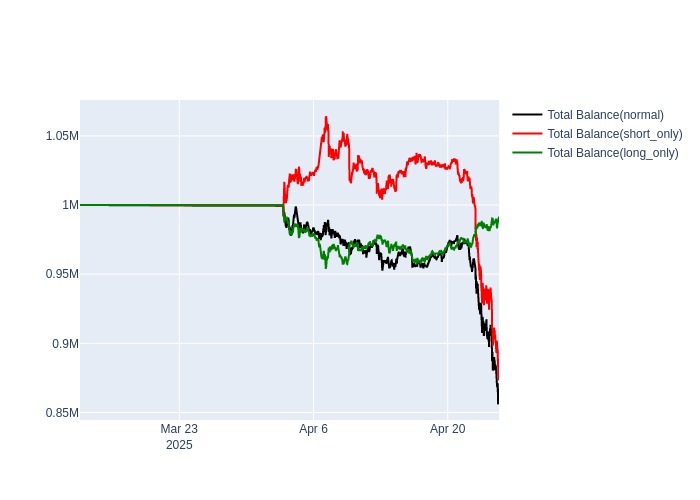 Total Balance(normal)
Total Balance(short_only)
Total Balance(long_only)
1.05M
1M
0.95M
0.9M
0.85M
Mar 23
2025
Apr 6
Apr 20